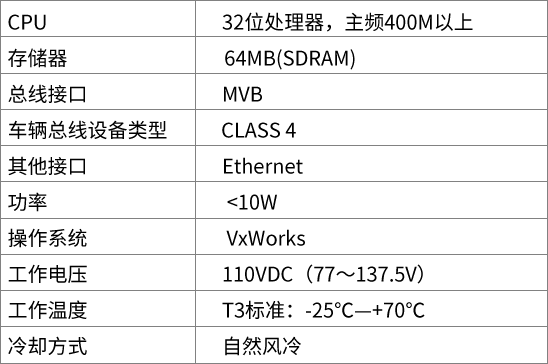 CPU 32位处理器，主频400M以上
存储器 64MB(SDRAM)
总线接口 MVB
车辆总线设备类型 CLASS 4
其他接口 Ethernet
功率 <10W
操作系统 VxWorks
工作电压 110VDC（77～137.5V）
工作温度 T3标准：-25℃—+70℃
冷却方式 自然风冷